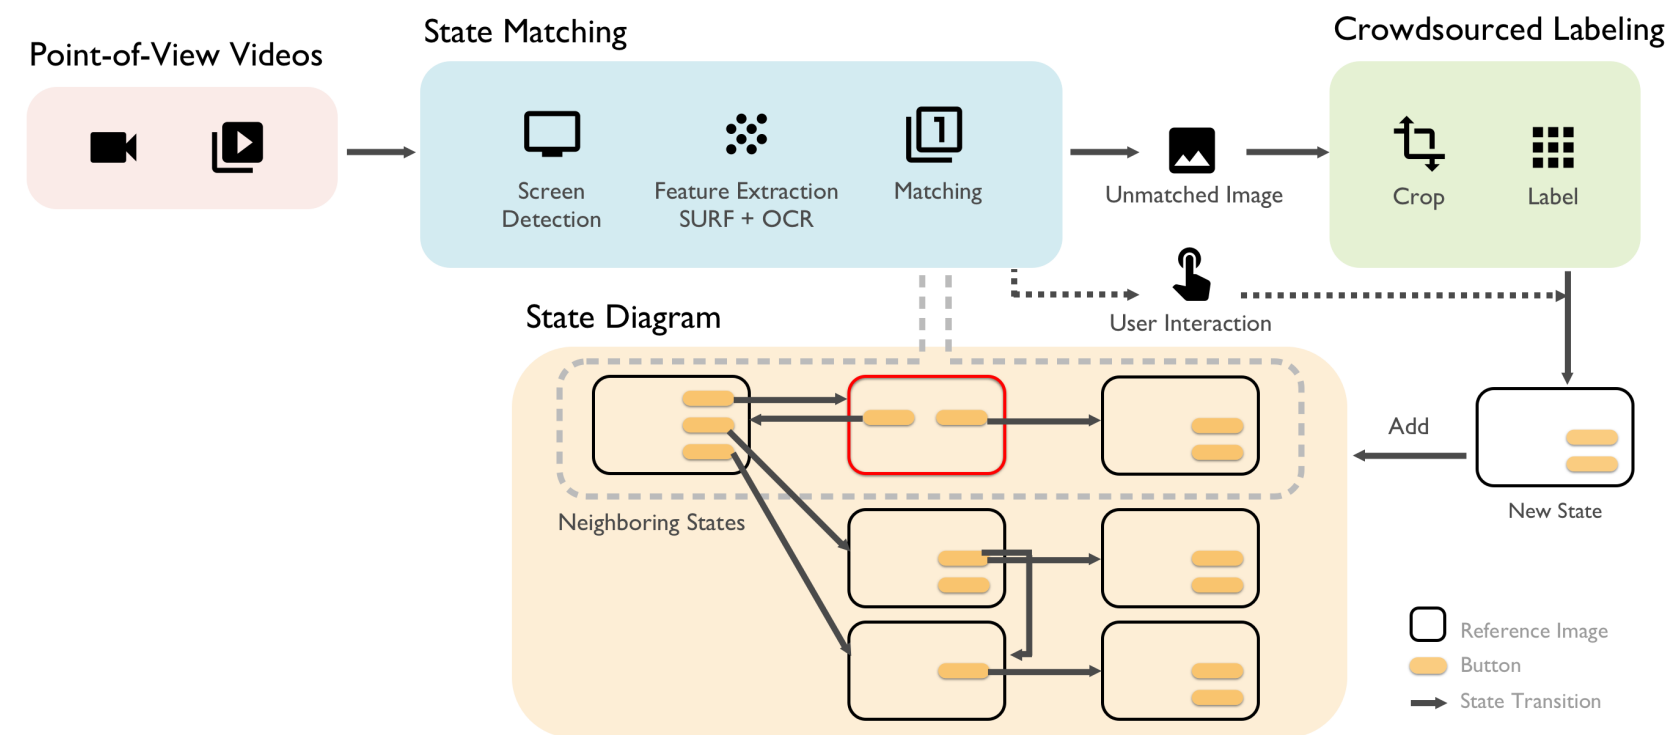 Point-of-View Videos
State Matching
Crowdsourced Labeling
1
Screen
Detection
Feature Extraction
SURF + OCR
Matching
Unmatched Image
Crop
Label
User Interaction
State Diagram
Neighboring States
Add
New State
Reference Image
Button
State Transition